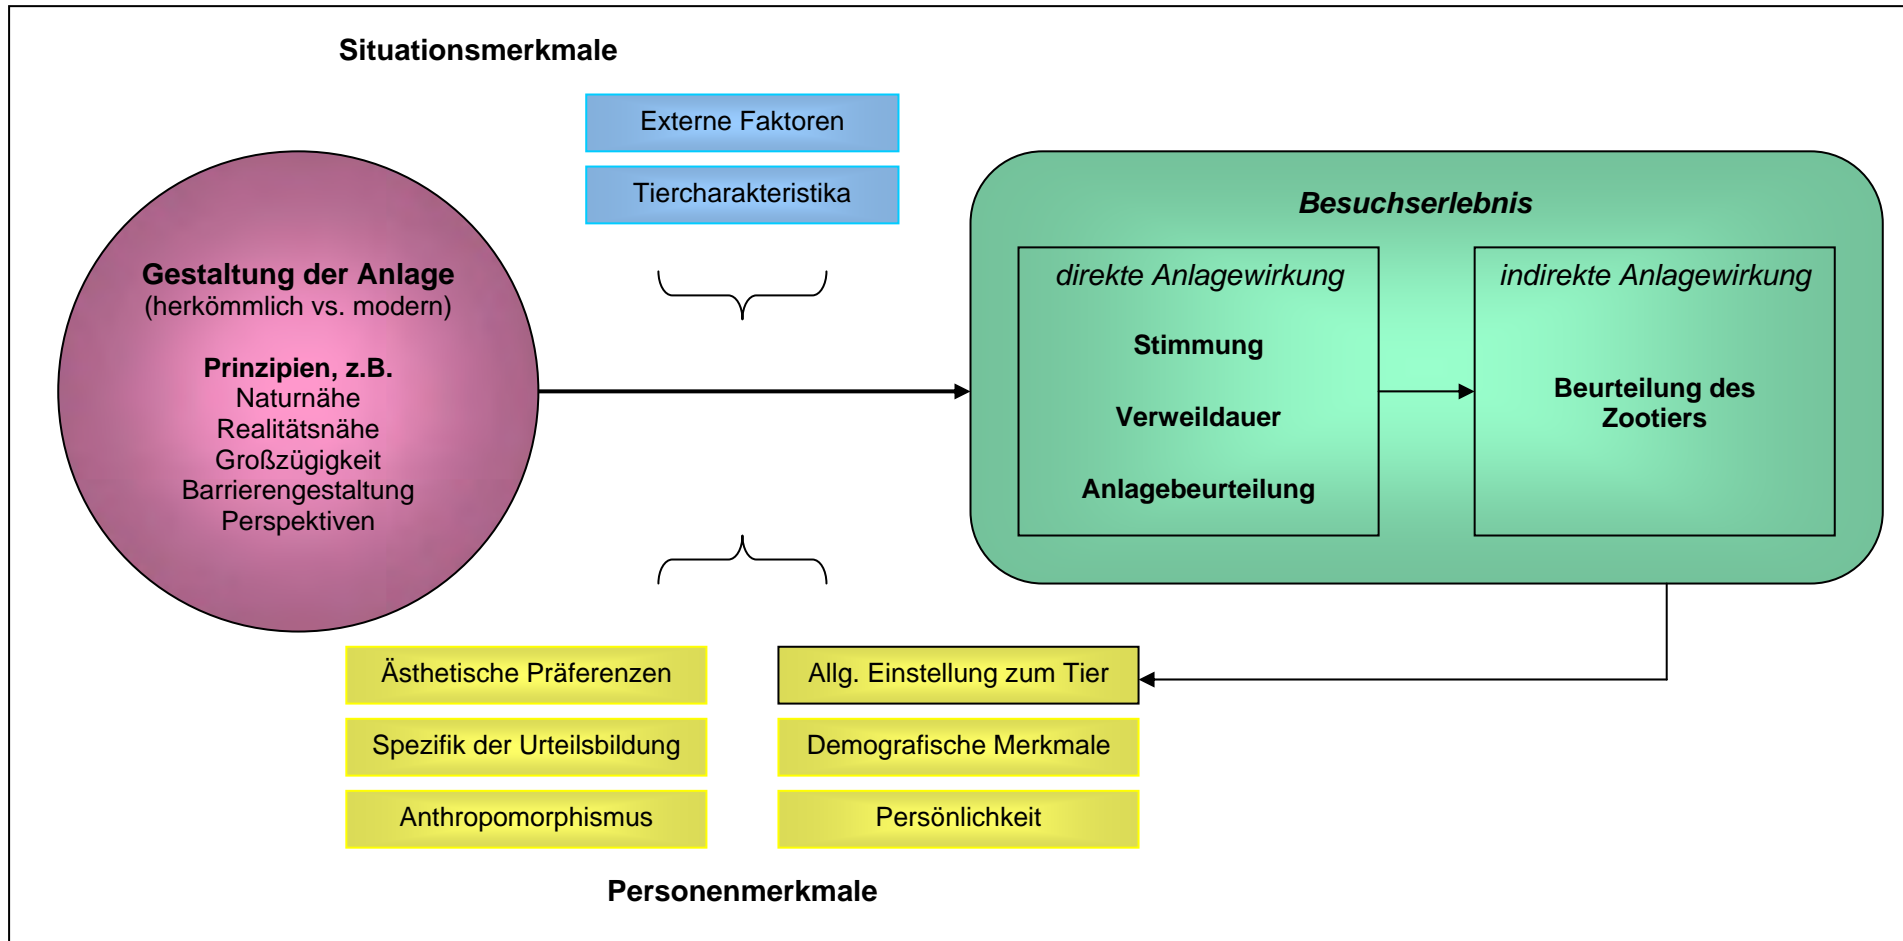 Situationsmerkmale
Externe Faktoren
Tiercharakteristika
Gestaltung der Anlage
(herkömmlich vs. modern)
Prinzipien, z.B.
Naturnähe
Realitätsnähe
Großzügigkeit
Barrierengestaltung
Perspektiven
Besuchserlebnis
direkte Anlagewirkung
Stimmung
Verweildauer
Anlagebeurteilung
indirekte Anlagewirkung
Beurteilung des
Zootiers
Ästhetische Präferenzen
Allg. Einstellung zum Tier
Spezifik der Urteilsbildung
Demografische Merkmale
Anthropomorphismus
Persönlichkeit
Personenmerkmale